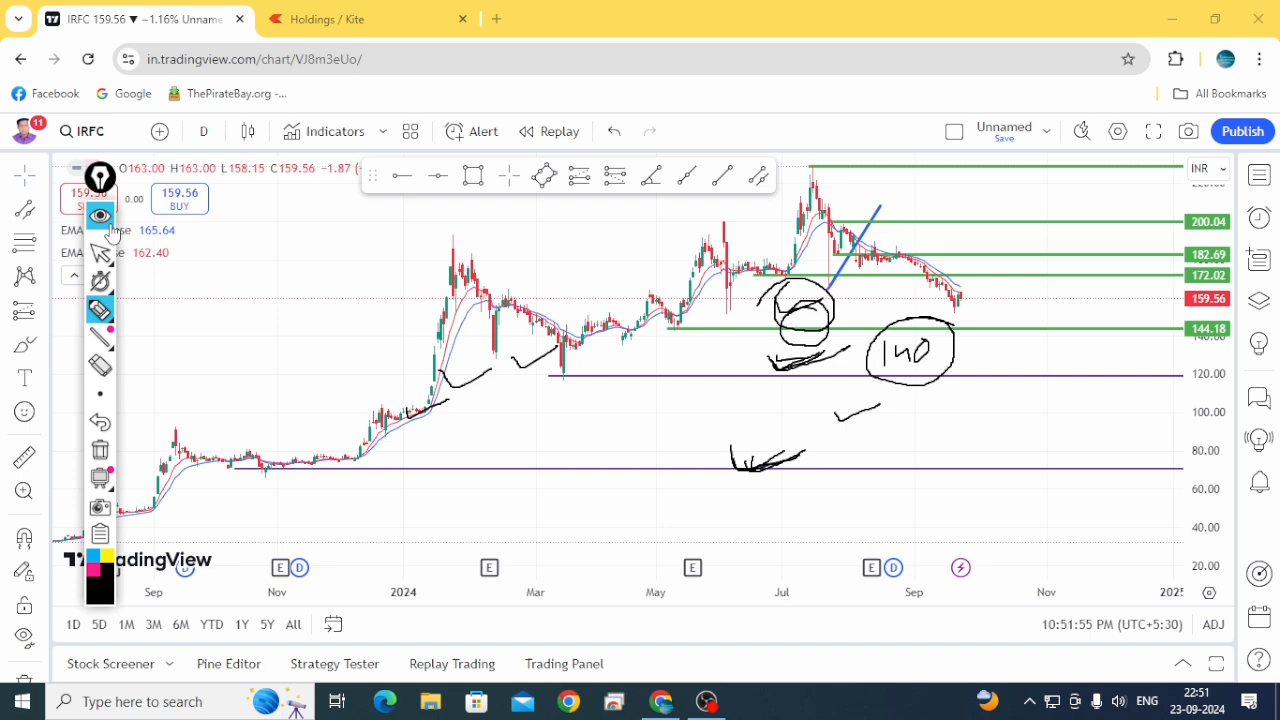 IRFC 159.56 ▼ −1.16% Unname
Holdings / Kite
in.tradingview.com/chart/VJ8m3eUo/
Facebook
Google
ThePirateBay.org -...
All Bookmarks
11
IRFC
D
Indicators
Alert
Replay
Unnamed
Save
Publish
O163.00 H163.00 L158.15 C159.56 −1.87
INR
159.56
0.00
159.56
BUY
EMA
165.64
EMA
162.40
200.04
182.69
172.02
159.56
144.18
140
120.00
100.00
80.00
60.00
40.00
20.00
TradingView
E D E E E D
Sep Nov 2024 Mar May Jul Sep Nov 2025
1D 5D 1M 3M 6M YTD 1Y 5Y All
10:51:55 PM (UTC+5:30)
ADJ
Stock Screener
Pine Editor
Strategy Tester
Replay Trading
Trading Panel
Type here to search
ENG
22:51
23-09-2024